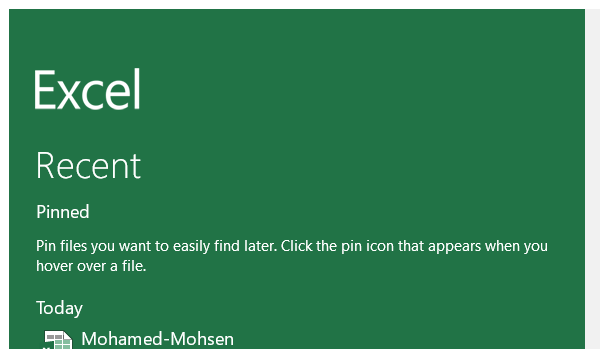 Excel
Recent
Pinned
Pin files you want to easily find later. Click the pin icon that appears when you
hover over a file.
Today
Mohamed-Mohsen